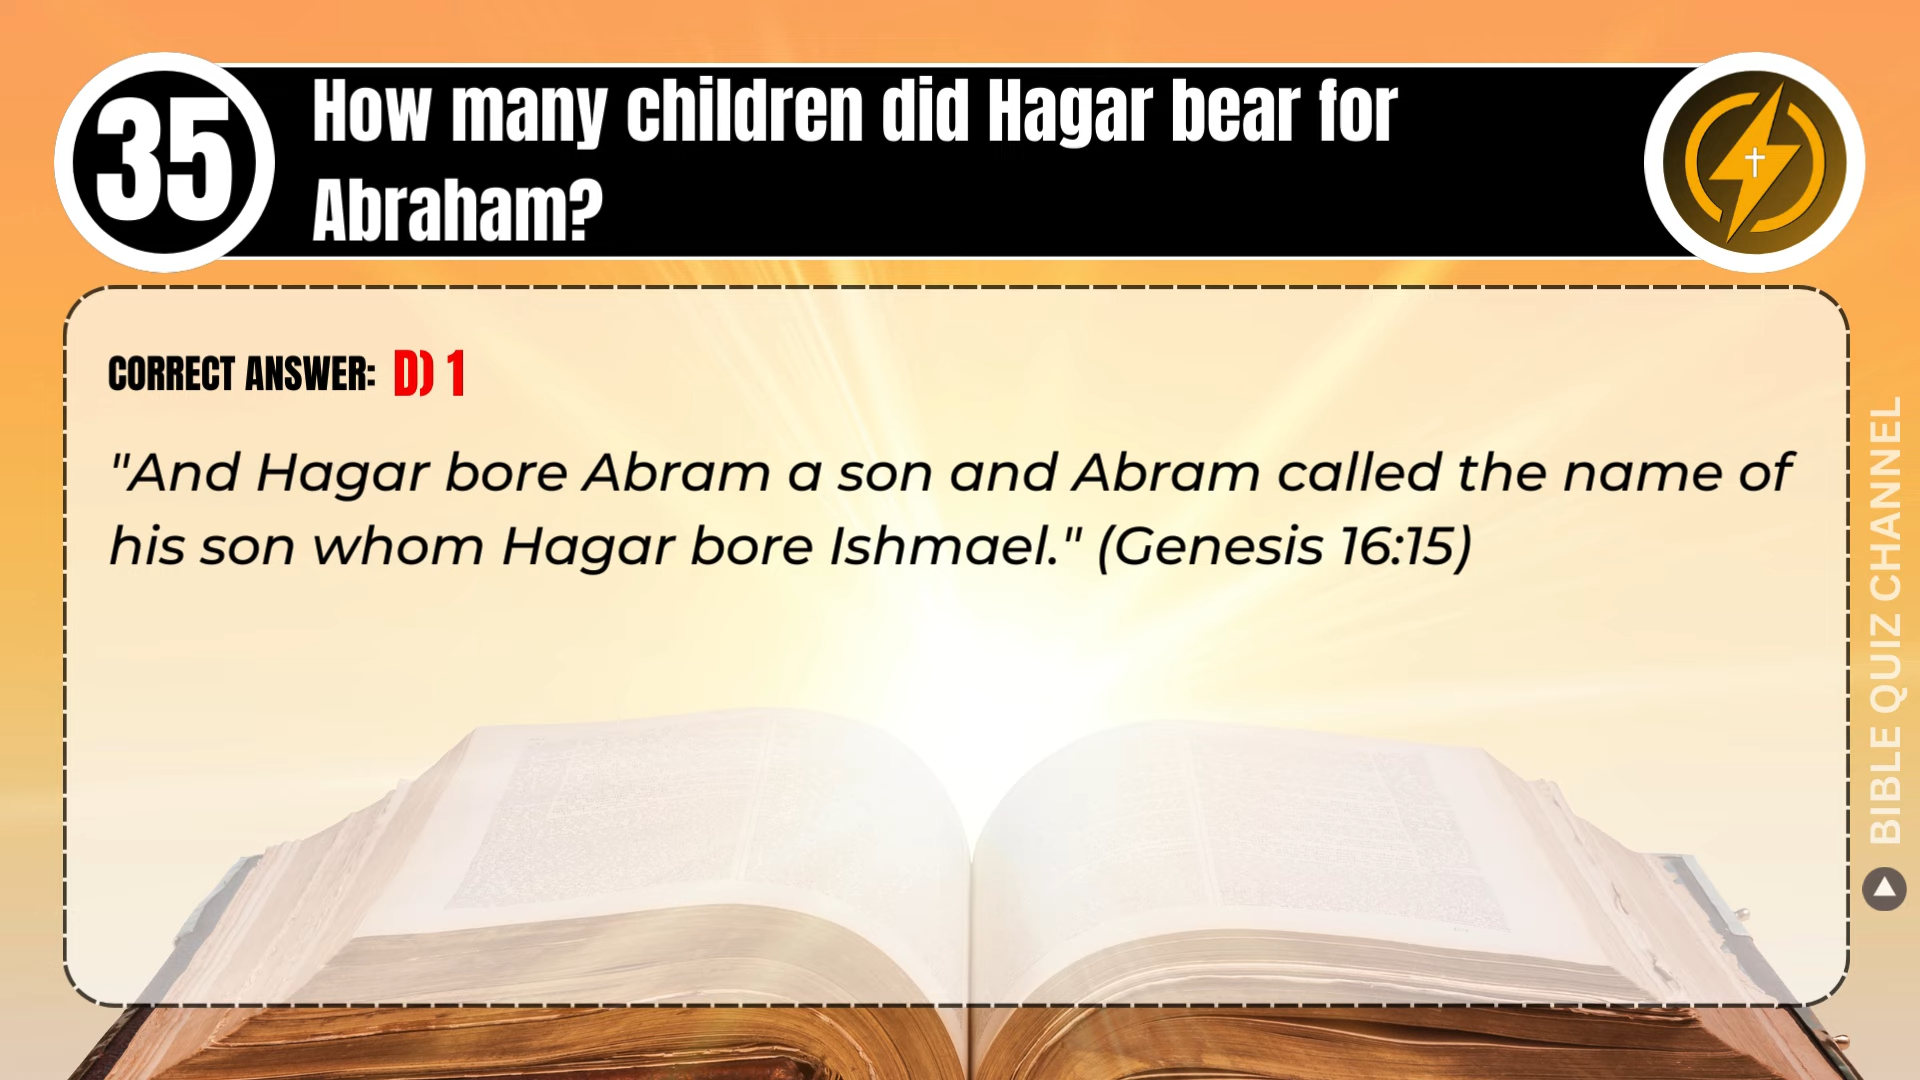 35
How many children did Hagar bear for
Abraham?
CORRECT ANSWER: D) 1
"And Hagar bore Abram a son and Abram called the name of
his son whom Hagar bore Ishmael." (Genesis 16:15)
BIBLE QUIZ CHANNEL